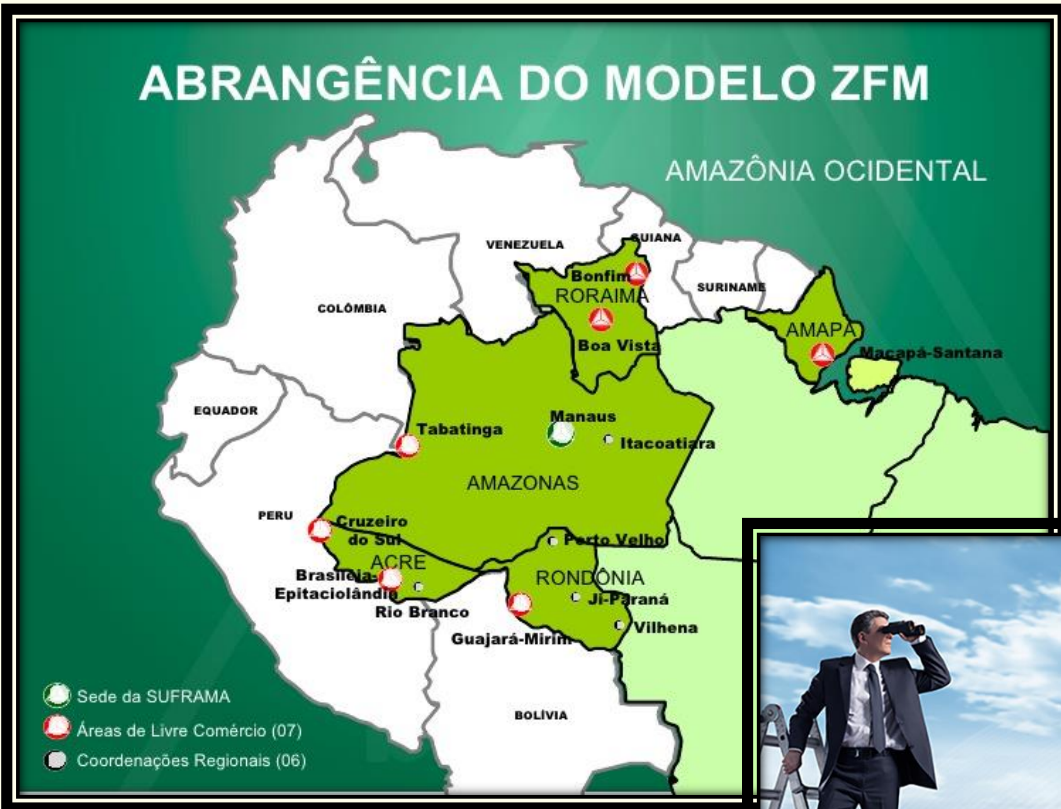 ABRANGÊNCIA DO MODELO ZFM
AMAZÔNIA OCIDENTAL
VENEZUELA
GUIANA
Bonfim
RORAIMA
SURINAME
COLÔMBIA
AMAPÁ
Boa Vista
Macapá-Santana
EQUADOR
Manaus
Tabatinga
Itacoatiara
AMAZONAS
PERU
Cruzeiro
do Sul
Porto Velho
ACRE
Brasiléia-
Epitaciolândia
RONDÔNIA
Rio Branco
Ji-Paraná
Guajará-Mirim
Vilhena
BOLÍVIA
Sede da SUFRAMA
Áreas de Livre Comércio (07)
Coordenações Regionais (06)